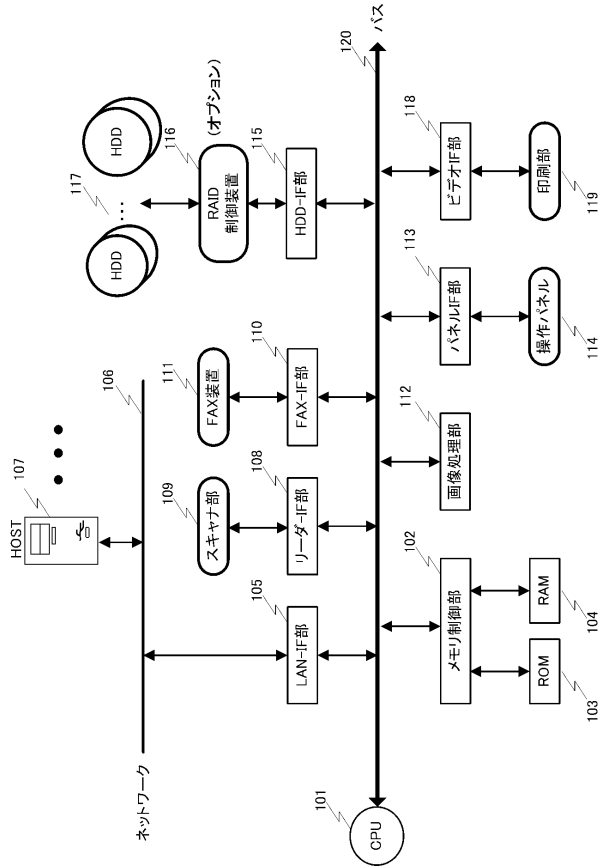 HOST
107
ネットワーク
106
HDD
117
...
HDD
109
スキャナ部
111
FAX装置
116
RAID
制御装置
(オプション)
105
LAN-IF部
108
リーダ-IF部
110
FAX-IF部
115
HDD-IF部
101
CPU
120
バス
102
メモリ制御部
112
画像処理部
113
パネルIF部
118
ビデオIF部
ROM
103
RAM
104
操作パネル
114
印刷部
119